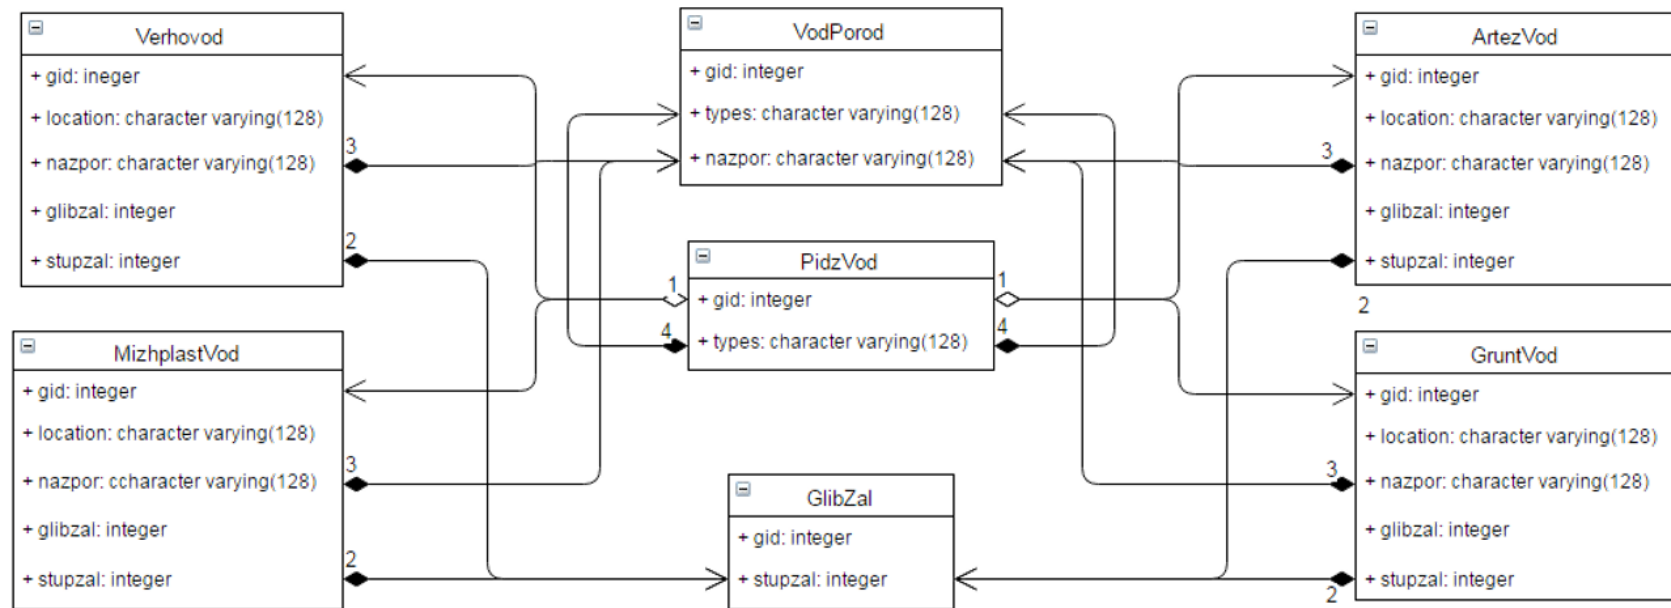 Verhovod
+ gid: ineger
+ location: character varying(128)
+ nazpor: character varying(128)
3
+ glibzal: integer
+ stupzal: integer
2
VodPorod
+ gid: integer
+ types: character varying(128)
+ nazpor: character varying(128)
ArtezVod
+ gid: integer
+ location: character varying(128)
3
+ nazpor: character varying(128)
+ glibzal: integer
+ stupzal: integer
2
PidzVod
1
+ gid: integer
1
4
+ types: character varying(128)
4
MizhplastVod
+ gid: integer
+ location: character varying(128)
+ nazpor: ccharacter varying(128)
3
+ glibzal: integer
+ stupzal: integer
2
GlibZal
+ gid: integer
+ stupzal: integer
GruntVod
+ gid: integer
+ location: character varying(128)
3
+ nazpor: character varying(128)
+ glibzal: integer
+ stupzal: integer
2